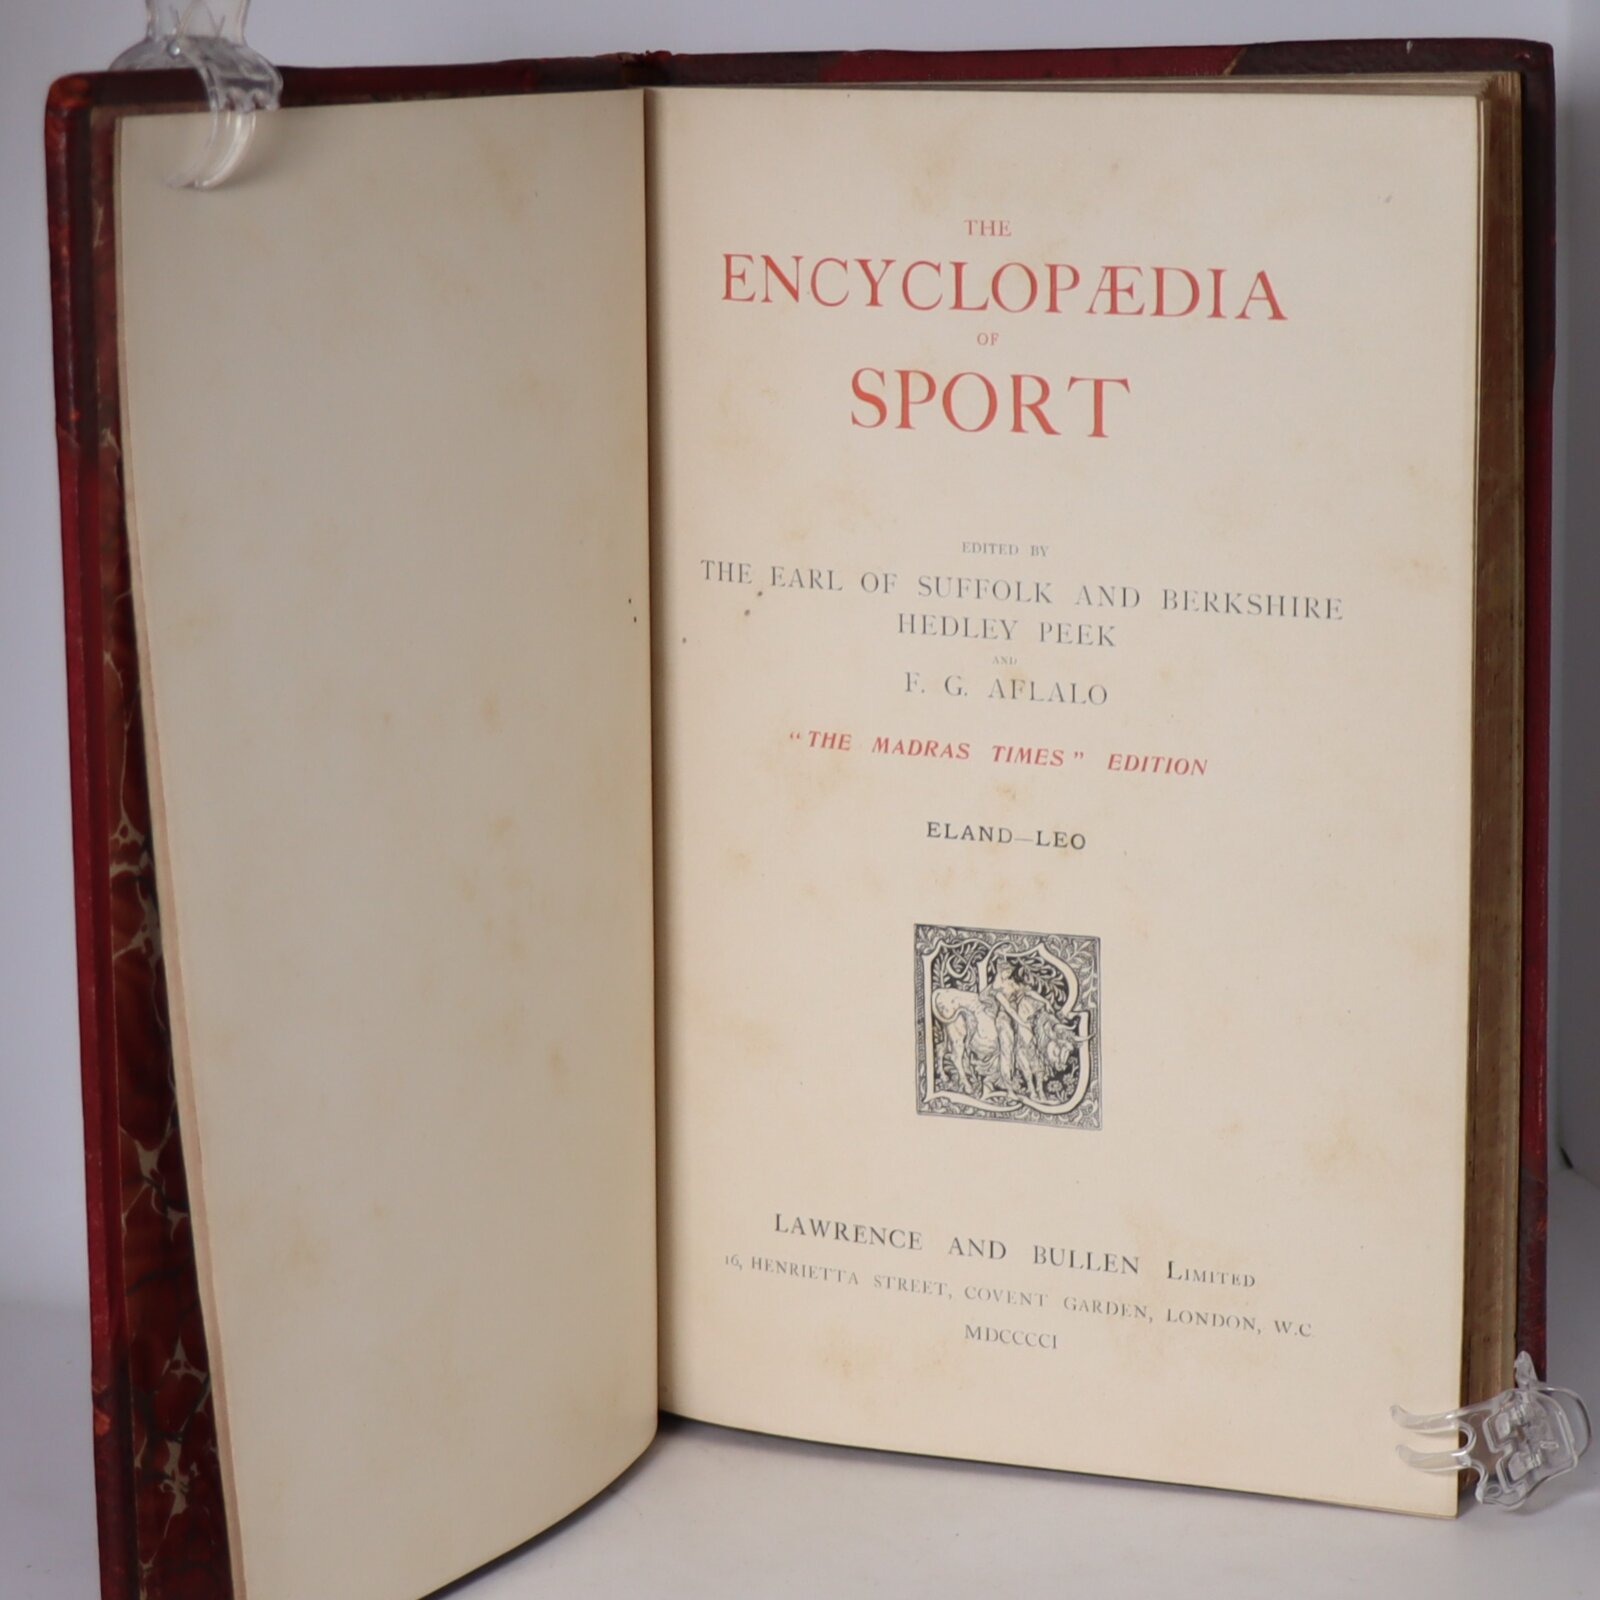 THE
ENCYCLOPÆDIA
OF
SPORT
EDITED BY
THE EARL OF SUFFOLK AND BERKSHIRE
HEDLEY PEEK
AND
F. G. AFLALO
"THE MADRAS TIMES" EDITION
ELAND—LEO
LAWRENCE AND BULLEN LIMITED
16, HENRIETTA STREET, COVENT GARDEN, LONDON, W.C.
MDCCCCI